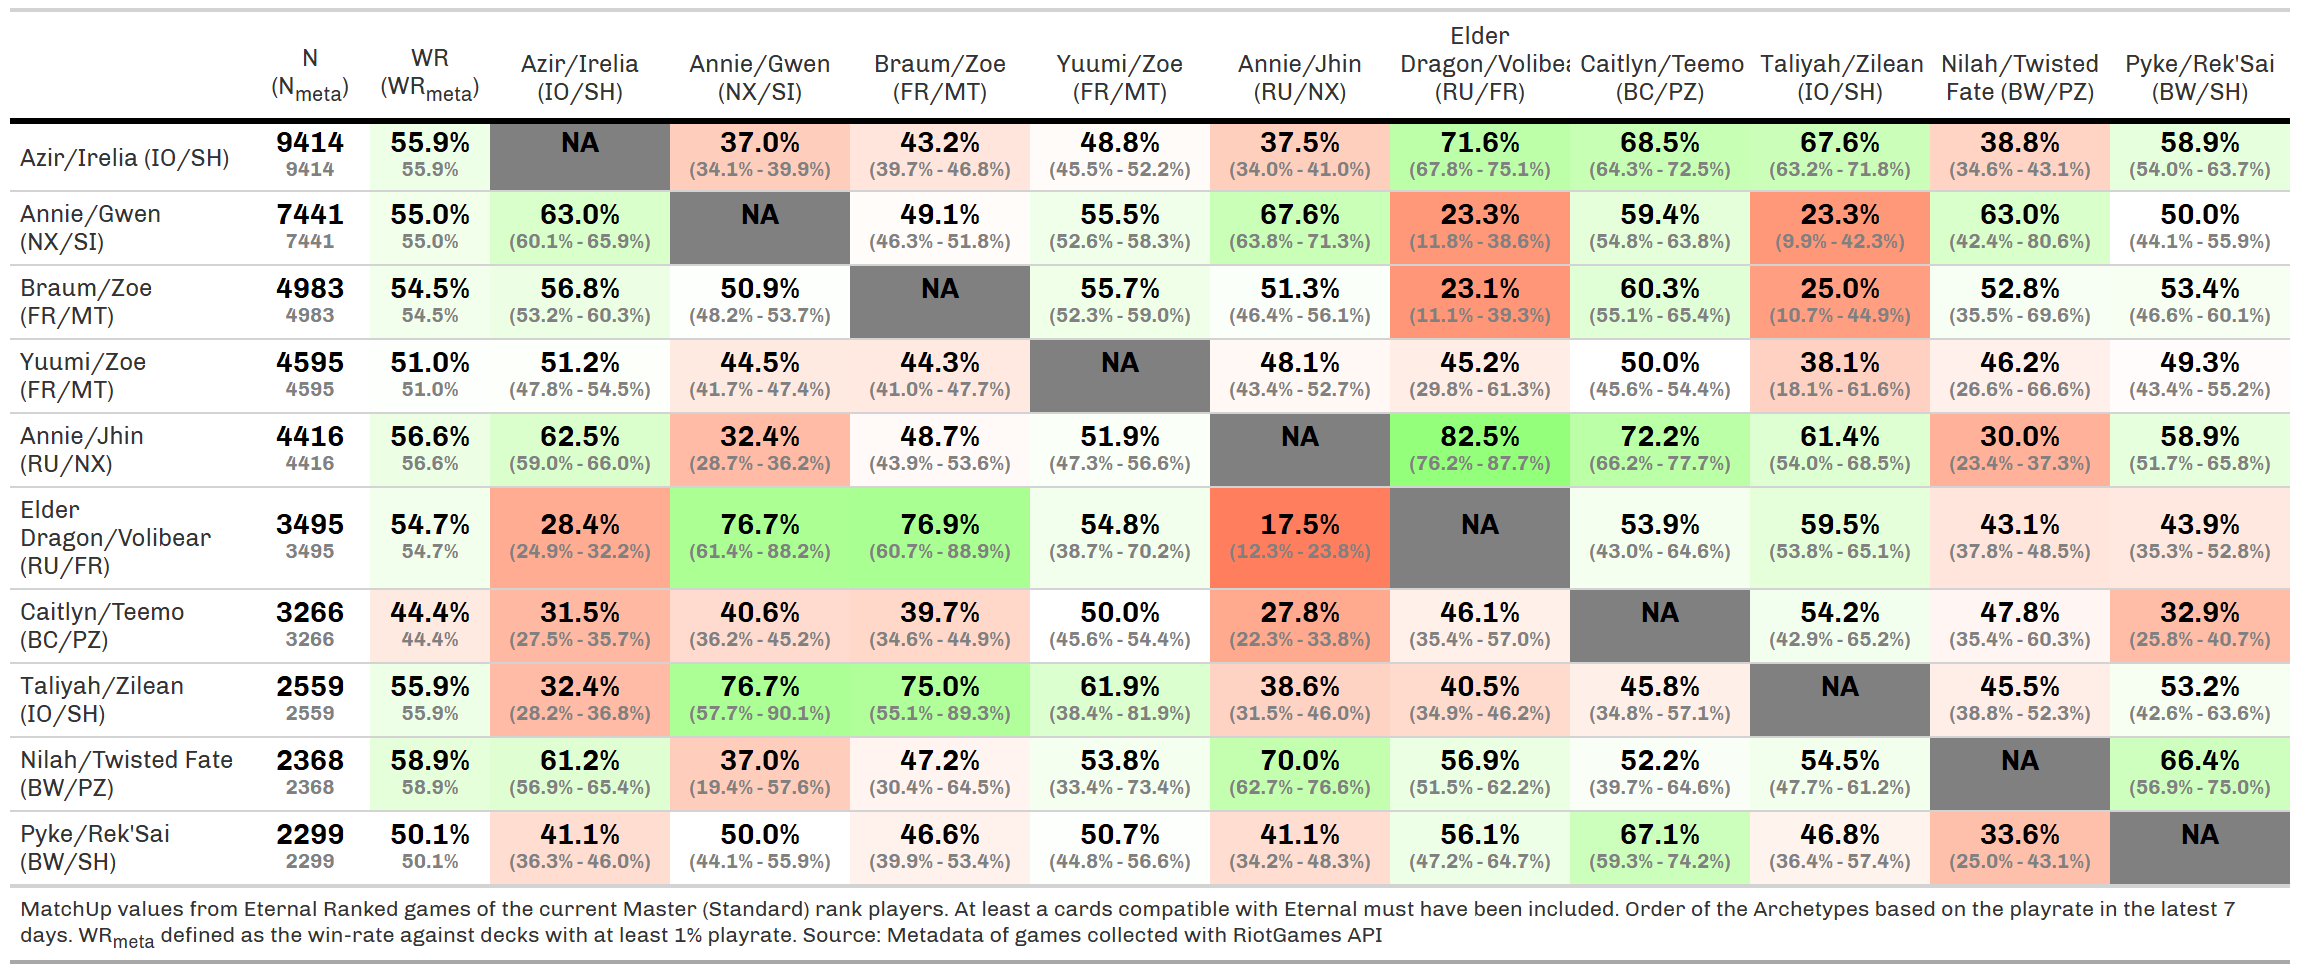 N (N_meta) WR (WR_meta) Azir/Irelia (IO/SH) Annie/Gwen (NX/SI) Braum/Zoe (FR/MT) Yuumi/Zoe (FR/MT) Annie/Jhin (RU/NX) Elder Dragon/Volibea (RU/FR) Caitlyn/Teemo (BC/PZ) Taliyah/Zilean (IO/SH) Nilah/Twisted Fate (BW/PZ) Pyke/Rek'Sai (BW/SH)
Azir/Irelia (IO/SH) 9414 55.9% NA 37.0% 43.2% 48.8% 37.5% 71.6% 68.5% 67.6% 38.8% 58.9%
9414 55.9% (34.1% - 39.9%) (39.7% - 46.8%) (45.5% - 52.2%) (34.0% - 41.0%) (67.8% - 75.1%) (64.3% - 72.5%) (63.2% - 71.8%) (34.6% - 43.1%) (54.0% - 63.7%)
Annie/Gwen 7441 55.0% 63.0% NA 49.1% 55.5% 67.6% 23.3% 59.4% 23.3% 63.0% 50.0%
(NX/SI) 7441 55.0% (60.1% - 65.9%) (46.3% - 51.8%) (52.6% - 58.3%) (63.8% - 71.3%) (11.8% - 38.6%) (54.8% - 63.8%) (9.9% - 42.3%) (42.4% - 80.6%) (44.1% - 55.9%)
Braum/Zoe 4983 54.5% 56.8% 50.9% NA 55.7% 51.3% 23.1% 60.3% 25.0% 52.8% 53.4%
(FR/MT) 4983 54.5% (53.2% - 60.3%) (48.2% - 53.7%) (52.3% - 59.0%) (46.4% - 56.1%) (11.1% - 39.3%) (55.1% - 65.4%) (10.7% - 44.9%) (35.5% - 69.6%) (46.6% - 60.1%)
Yuumi/Zoe 4595 51.0% 51.2% 44.5% 44.3% NA 48.1% 45.2% 50.0% 38.1% 46.2% 49.3%
(FR/MT) 4595 51.0% (47.8% - 54.5%) (41.7% - 47.4%) (41.0% - 47.7%) (43.4% - 52.7%) (29.8% - 61.3%) (45.6% - 54.4%) (18.1% - 61.6%) (26.6% - 66.6%) (43.4% - 55.2%)
Annie/Jhin 4416 56.6% 62.5% 32.4% 48.7% 51.9% NA 82.5% 72.2% 61.4% 30.0% 58.9%
(RU/NX) 4416 56.6% (59.0% - 66.0%) (28.7% - 36.2%) (43.9% - 53.6%) (47.3% - 56.6%) (76.2% - 87.7%) (66.2% - 77.7%) (54.0% - 68.5%) (23.4% - 37.3%) (51.7% - 65.8%)
Elder
Dragon/Volibear 3495 54.7% 28.4% 76.7% 76.9% 54.8% 17.5% NA 53.9% 59.5% 43.1% 43.9%
(RU/FR) 3495 54.7% (24.9% - 32.2%) (61.4% - 88.2%) (60.7% - 88.9%) (38.7% - 70.2%) (12.3% - 23.8%) (43.0% - 64.6%) (53.8% - 65.1%) (37.8% - 48.5%) (35.3% - 52.8%)
Caitlyn/Teemo 3266 44.4% 31.5% 40.6% 39.7% 50.0% 27.8% 46.1% NA 54.2% 47.8% 32.9%
(BC/PZ) 3266 44.4% (27.5% - 35.7%) (36.2% - 45.2%) (34.6% - 44.9%) (45.6% - 54.4%) (22.3% - 33.8%) (35.4% - 57.0%) (42.9% - 65.2%) (35.4% - 60.3%) (25.8% - 40.7%)
Taliyah/Zilean 2559 55.9% 32.4% 76.7% 75.0% 61.9% 38.6% 40.5% 45.8% NA 45.5% 53.2%
(IO/SH) 2559 55.9% (28.2% - 36.8%) (57.7% - 90.1%) (55.1% - 89.3%) (38.4% - 81.9%) (31.5% - 46.0%) (34.9% - 46.2%) (34.8% - 57.1%) (38.8% - 52.3%) (42.6% - 63.6%)
Nilah/Twisted Fate 2368 58.9% 61.2% 37.0% 47.2% 53.8% 70.0% 56.9% 52.2% 54.5% NA 66.4%
(BW/PZ) 2368 58.9% (56.9% - 65.4%) (19.4% - 57.6%) (30.4% - 64.5%) (33.4% - 73.4%) (62.7% - 76.6%) (51.5% - 62.2%) (39.7% - 64.6%) (47.7% - 61.2%) (56.9% - 75.0%)
Pyke/Rek'Sai 2299 50.1% 41.1% 50.0% 46.6% 50.7% 41.1% 56.1% 67.1% 46.8% 33.6% NA
(BW/SH) 2299 50.1% (36.3% - 46.0%) (44.1% - 55.9%) (39.9% - 53.4%) (44.8% - 56.6%) (34.2% - 48.3%) (47.2% - 64.7%) (59.3% - 74.2%) (36.4% - 57.4%) (25.0% - 43.1%)
MatchUp values from Eternal Ranked games of the current Master (Standard) rank players. At least a cards compatible with Eternal must have been included. Order of the Archetypes based on the playrate in the latest 7
days. WR_meta defined as the win-rate against decks with at least 1% playrate. Source: Metadata of games collected with RiotGames API